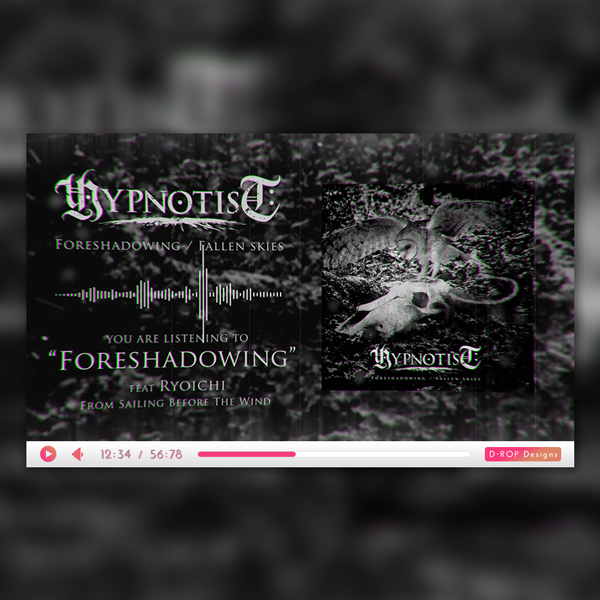 HYPNOTIST
FORESHADOWING / FALLEN SKIES
YOU ARE LISTENING TO
“FORESHADOWING”
FEAT RYOICHI
FROM SAILING BEFORE THE WIND
HYPNOTIST
FORESHADOWING / FALLEN SKIES
12:34 / 56:78
D-ROP Designs